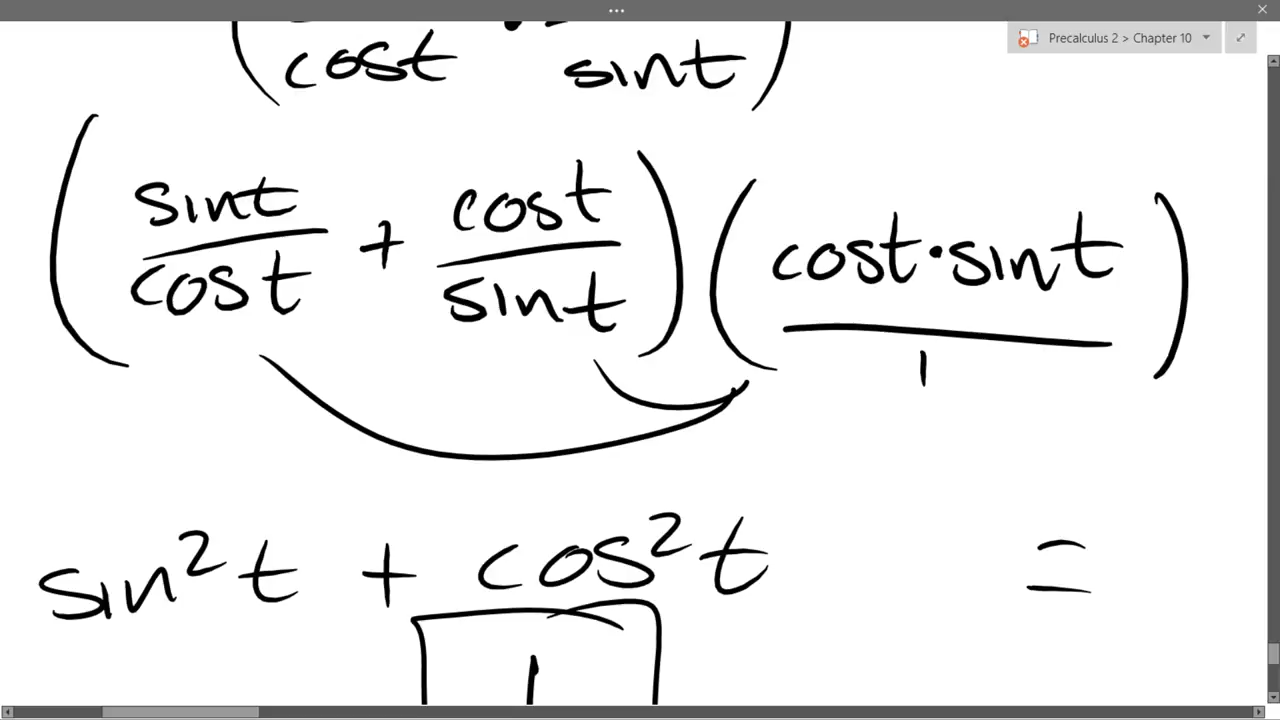 ...
Precalculus 2 > Chapter 10
cost sint
( sint/cost + cost/sint ) ( cost·sint/1 )
sin²t + cos²t =
1